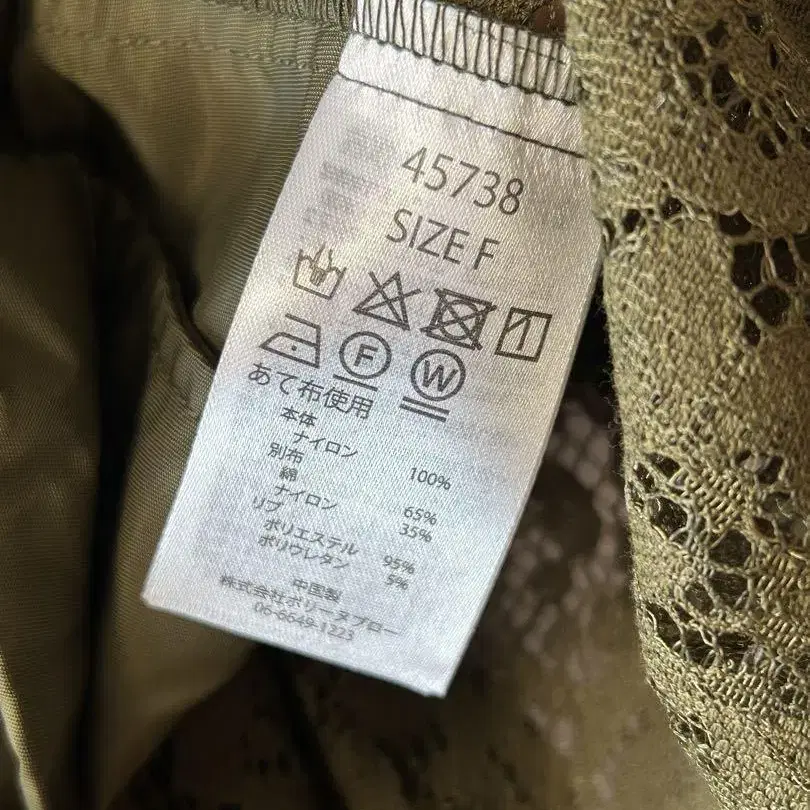 45738
SIZE F
F W
あて布使用
本体
ナイロン 100%
別布
綿 65%
ナイロン 35%
リブ
ポリエステル 95%
ポリウレタン 5%
中国製
株式会社ボリーヌブロー
06-6649-1223